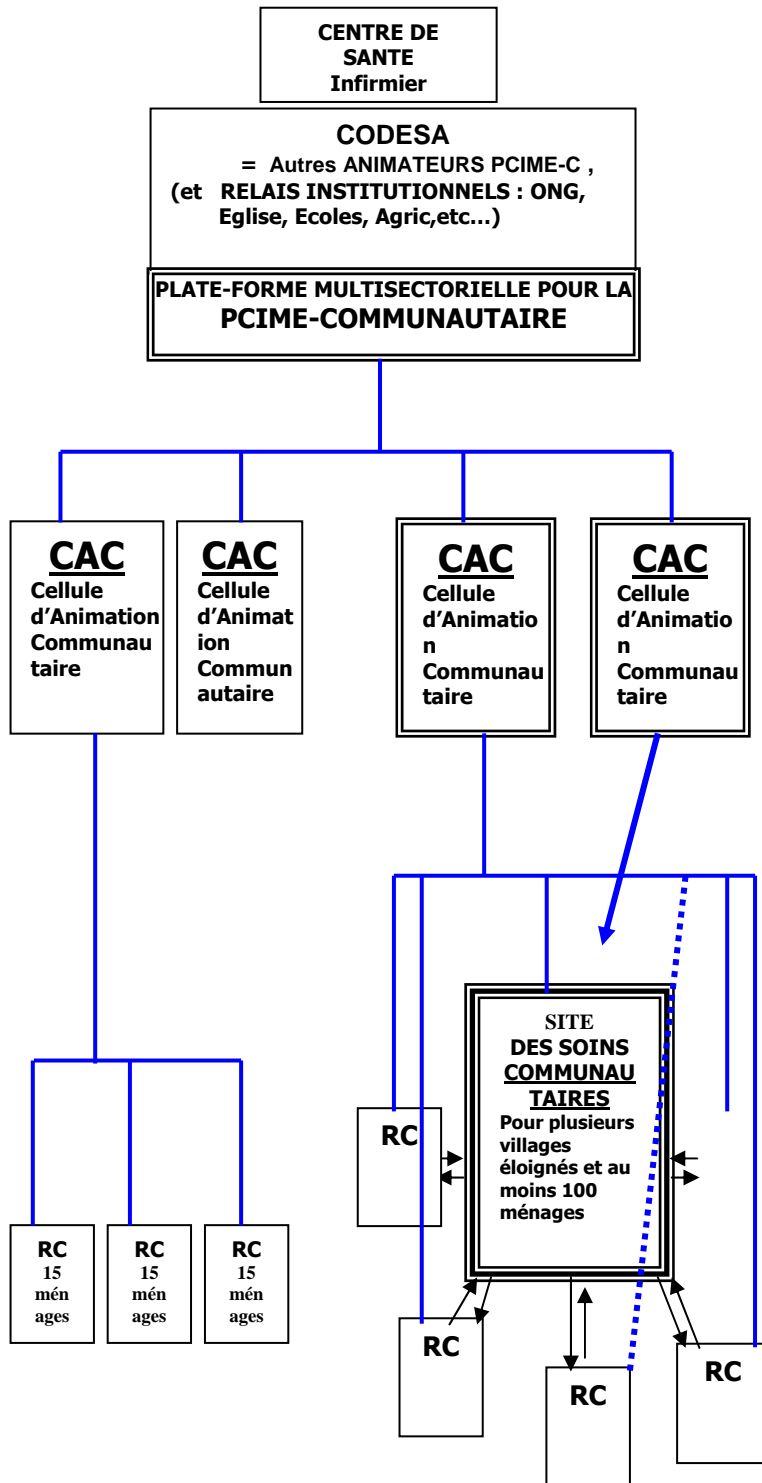 CENTRE DE
SANTE
Infirmier
CODESA
= Autres ANIMATEURS PCIME-C ,
(et RELAIS INSTITUTIONNELS : ONG,
Eglise, Ecoles, Agric,etc...)
PLATE-FORME MULTISECTORIELLE POUR LA
PCIME-COMMUNAUTAIRE
CAC
Cellule
d’Animation
Communau
taire
CAC
Cellule
d’Animat
ion
Commun
autaire
CAC
Cellule
d’Animatio
n
Communau
taire
CAC
Cellule
d’Animatio
n
Communau
taire
SITE
DES SOINS
COMMUNAU
TAIRES
Pour plusieurs
villages
éloignés et au
moins 100
ménages
RC
RC
15
mén
ages
RC
15
mén
ages
RC
15
mén
ages
RC
RC
RC